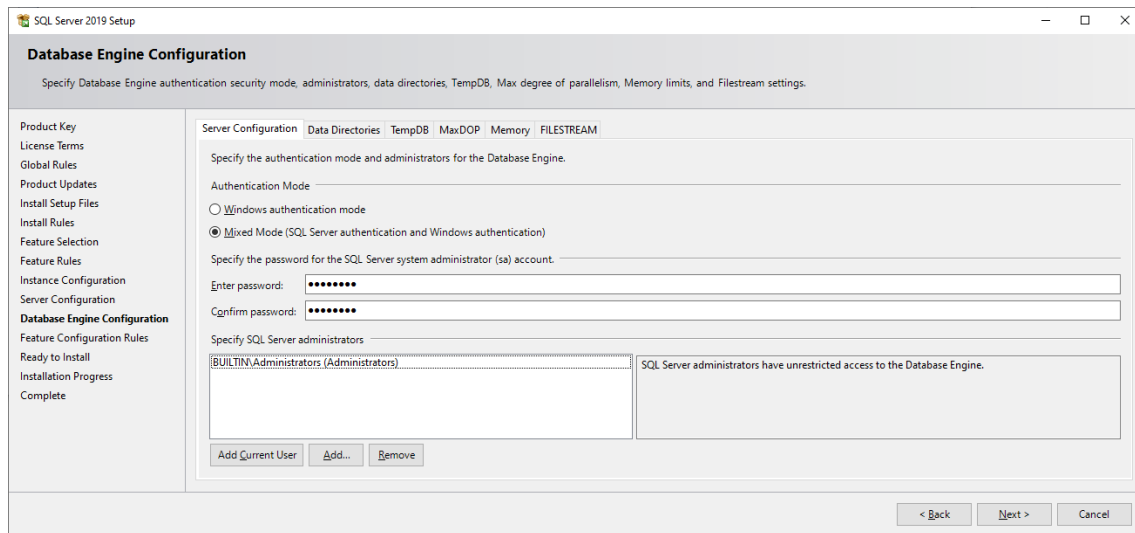 SQL Server 2019 Setup
Database Engine Configuration
Specify Database Engine authentication security mode, administrators, data directories, TempDB, Max degree of parallelism, Memory limits, and Filestream settings.
Product Key
License Terms
Global Rules
Product Updates
Install Setup Files
Install Rules
Feature Selection
Feature Rules
Instance Configuration
Server Configuration
Database Engine Configuration
Feature Configuration Rules
Ready to Install
Installation Progress
Complete
Server Configuration Data Directories TempDB MaxDOP Memory FILESTREAM
Specify the authentication mode and administrators for the Database Engine.
Authentication Mode
Windows authentication mode
Mixed Mode (SQL Server authentication and Windows authentication)
Specify the password for the SQL Server system administrator (sa) account.
Enter password: ●●●●●●●●
Confirm password: ●●●●●●●●
Specify SQL Server administrators
BUILTIN\Administrators (Administrators)
SQL Server administrators have unrestricted access to the Database Engine.
Add Current User Add... Remove
< Back Next > Cancel